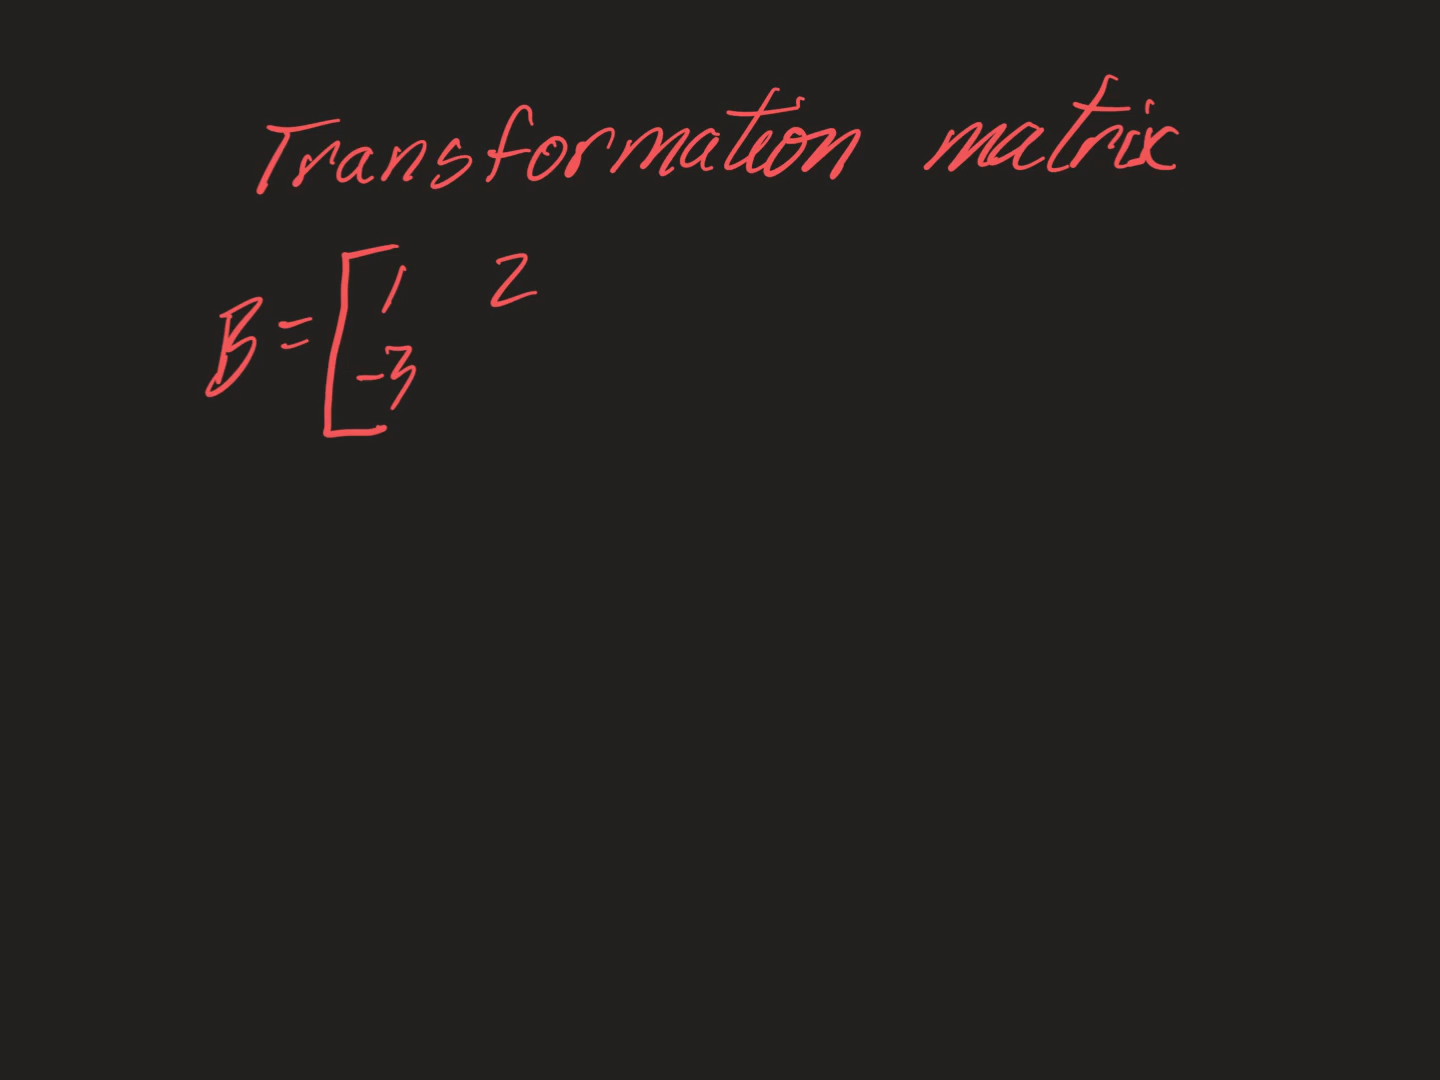 Transformation matrix
B = [ 1 2
-3